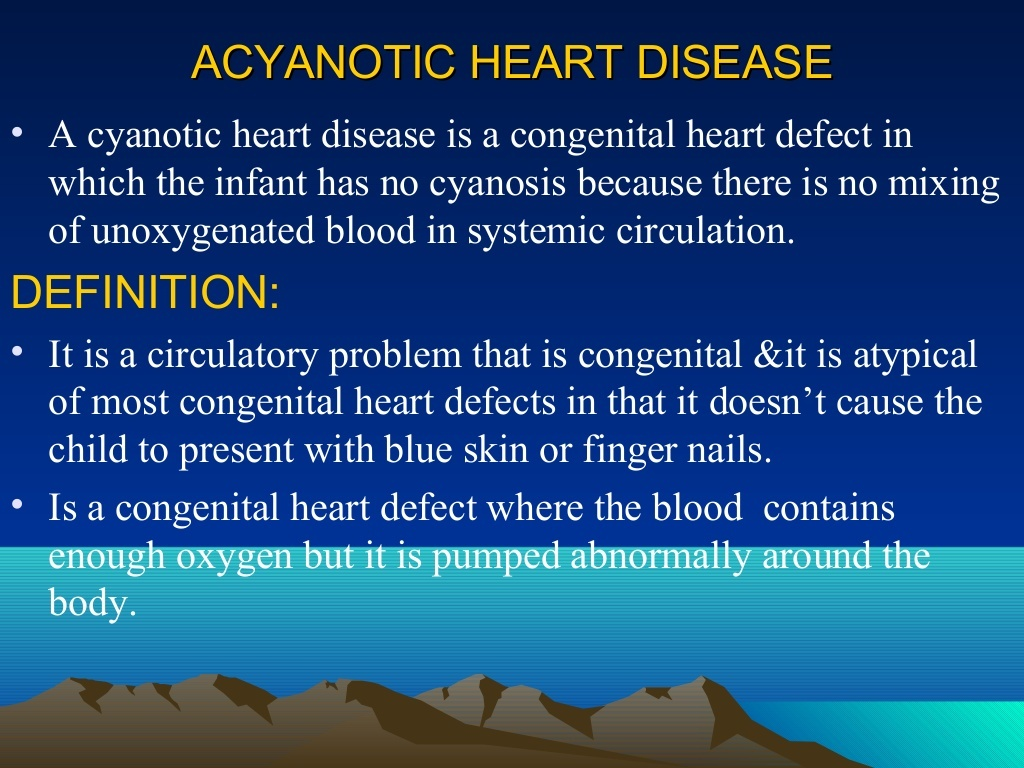 ACYANOTIC HEART DISEASE
• A cyanotic heart disease is a congenital heart defect in
which the infant has no cyanosis because there is no mixing
of unoxygenated blood in systemic circulation.
DEFINITION:
• It is a circulatory problem that is congenital &it is atypical
of most congenital heart defects in that it doesn’t cause the
child to present with blue skin or finger nails.
• Is a congenital heart defect where the blood  contains
enough oxygen but it is pumped abnormally around the
body.